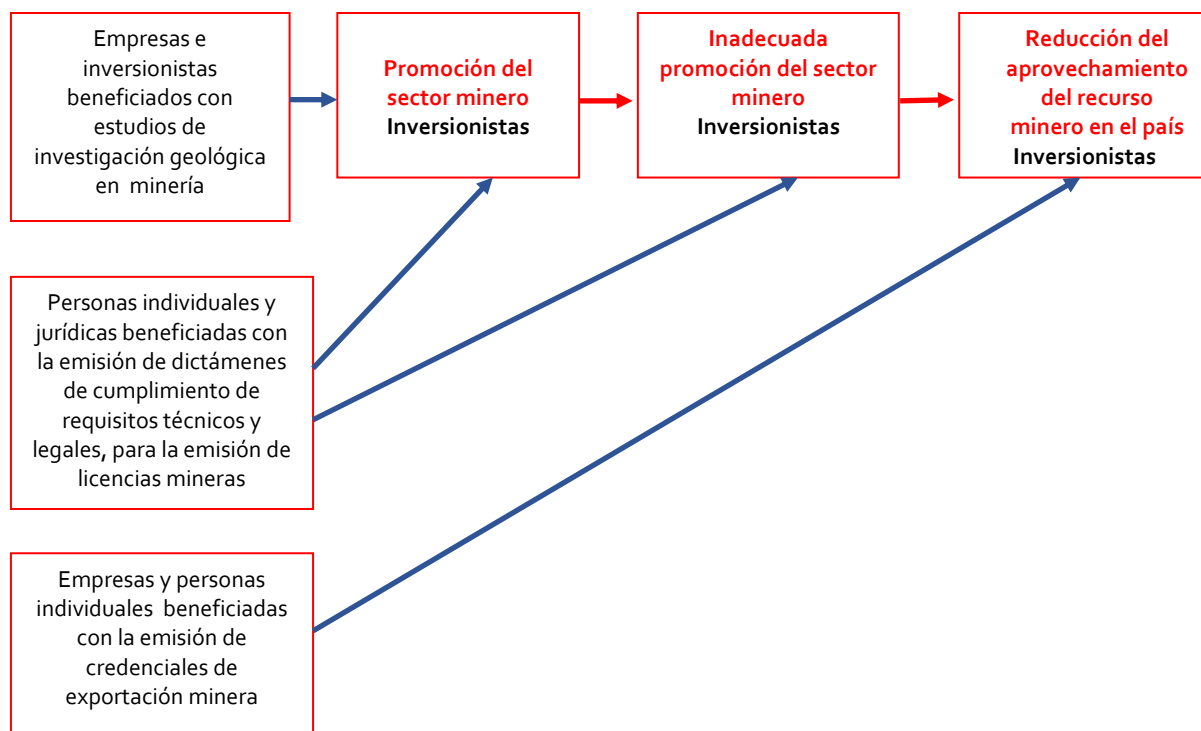 Empresas e
inversionistas
beneficiados con
estudios de
investigación geológica
en minería
Promoción del
sector minero
Inversionistas
Inadecuada
promoción del sector
minero
Inversionistas
Reducción del
aprovechamiento
del recurso
minero en el país
Inversionistas
Personas individuales y
jurídicas beneficiadas con
la emisión de dictámenes
de cumplimiento de
requisitos técnicos y
legales, para la emisión de
licencias mineras
Empresas y personas
individuales beneficiadas
con la emisión de
credenciales de
exportación minera